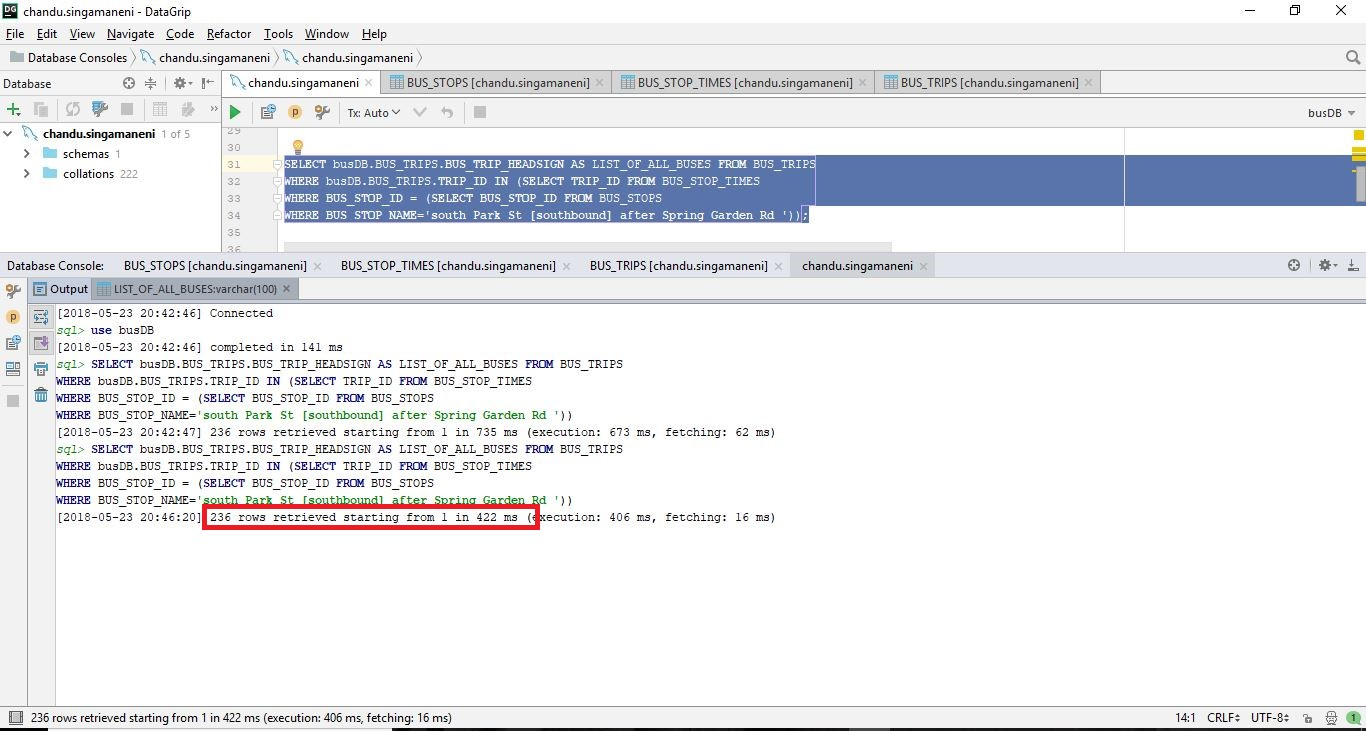 DG chandu.singamaneni - DataGrip
File Edit View Navigate Code Refactor Tools Window Help
Database Consoles chandu.singamaneni chandu.singamaneni
Database
chandu.singamaneni BUS_STOPS [chandu.singamaneni] BUS_STOP_TIMES [chandu.singamaneni] BUS_TRIPS [chandu.singamaneni]
Tx: Auto busDB
chandu.singamaneni 1 of 5
schemas 1
collations 222
29
30
31 SELECT busDB.BUS_TRIPS.BUS_TRIP_HEADSIGN AS LIST_OF_ALL_BUSES FROM BUS_TRIPS
32 WHERE busDB.BUS_TRIPS.TRIP_ID IN (SELECT TRIP_ID FROM BUS_STOP_TIMES
33 WHERE BUS_STOP_ID = (SELECT BUS_STOP_ID FROM BUS_STOPS
34 WHERE BUS_STOP_NAME='south Park St [southbound] after Spring Garden Rd '));
35
36
Database Console: BUS_STOPS [chandu.singamaneni] BUS_STOP_TIMES [chandu.singamaneni] BUS_TRIPS [chandu.singamaneni] chandu.singamaneni
Output LIST_OF_ALL_BUSES:varchar(100)
[2018-05-23 20:42:46] Connected
sql> use busDB
[2018-05-23 20:42:46] completed in 141 ms
sql> SELECT busDB.BUS_TRIPS.BUS_TRIP_HEADSIGN AS LIST_OF_ALL_BUSES FROM BUS_TRIPS
WHERE busDB.BUS_TRIPS.TRIP_ID IN (SELECT TRIP_ID FROM BUS_STOP_TIMES
WHERE BUS_STOP_ID = (SELECT BUS_STOP_ID FROM BUS_STOPS
WHERE BUS_STOP_NAME='south Park St [southbound] after Spring Garden Rd '))
[2018-05-23 20:42:47] 236 rows retrieved starting from 1 in 735 ms (execution: 673 ms, fetching: 62 ms)
sql> SELECT busDB.BUS_TRIPS.BUS_TRIP_HEADSIGN AS LIST_OF_ALL_BUSES FROM BUS_TRIPS
WHERE busDB.BUS_TRIPS.TRIP_ID IN (SELECT TRIP_ID FROM BUS_STOP_TIMES
WHERE BUS_STOP_ID = (SELECT BUS_STOP_ID FROM BUS_STOPS
WHERE BUS_STOP_NAME='south Park St [southbound] after Spring Garden Rd '))
[2018-05-23 20:46:20] 236 rows retrieved starting from 1 in 422 ms (execution: 406 ms, fetching: 16 ms)
236 rows retrieved starting from 1 in 422 ms (execution: 406 ms, fetching: 16 ms) 14:1 CRLF UTF-8 1